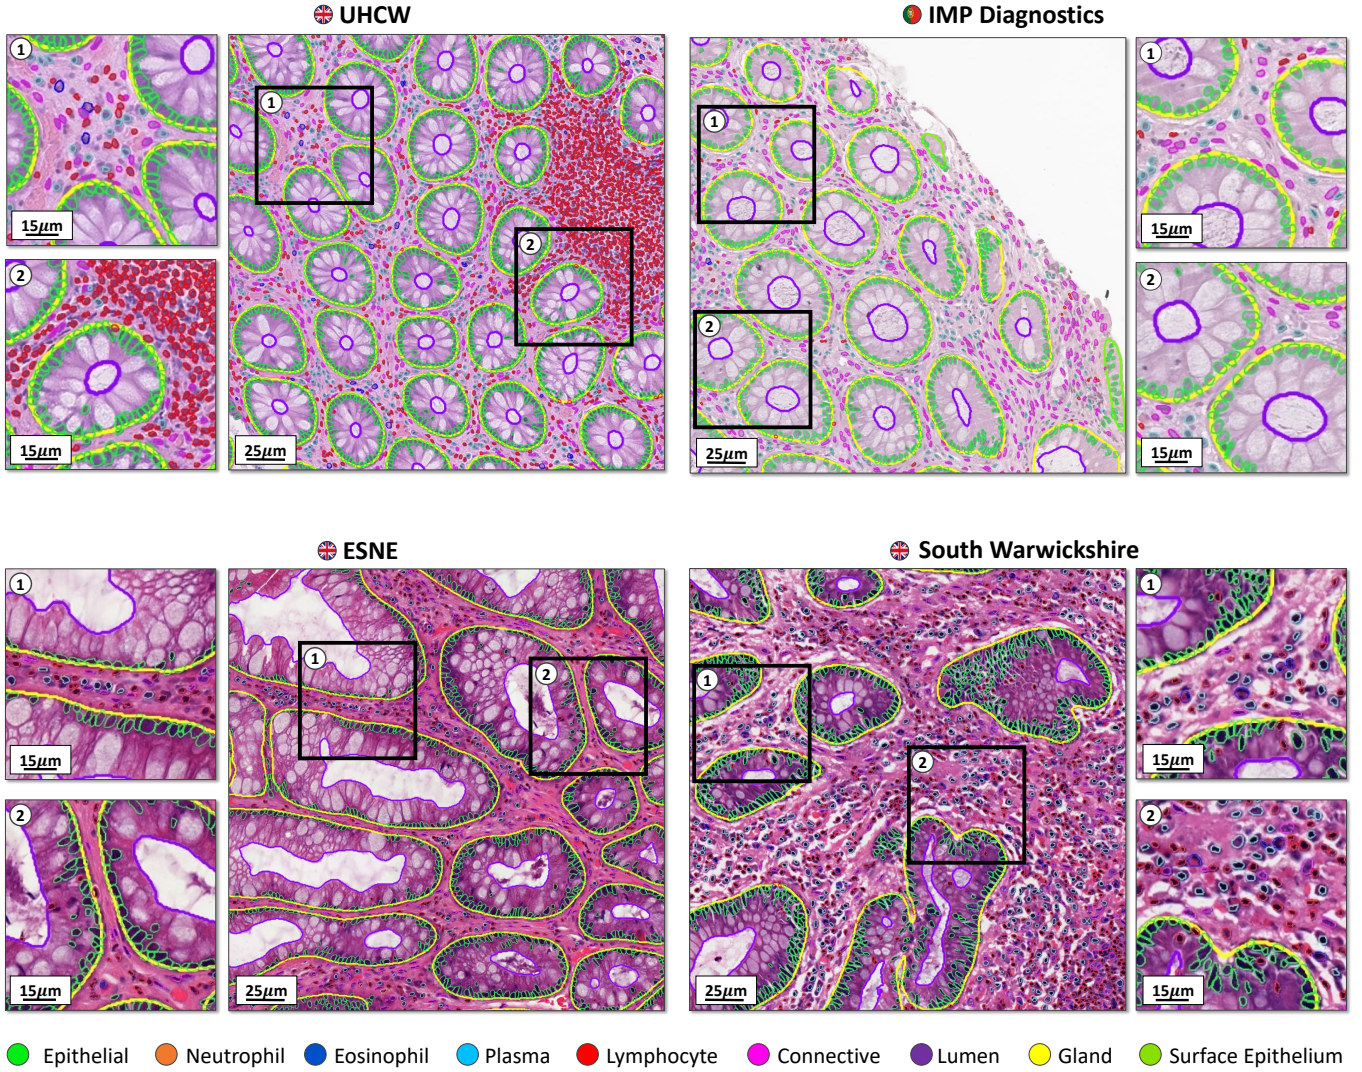 UHCW
1
15μm
2
15μm
1
2
25μm
IMP Diagnostics
1
2
25μm
1
15μm
2
15μm
ESNE
1
15μm
2
15μm
1
2
25μm
South Warwickshire
1
2
25μm
1
15μm
2
15μm
Epithelial Neutrophil Eosinophil Plasma Lymphocyte Connective Lumen Gland Surface Epithelium